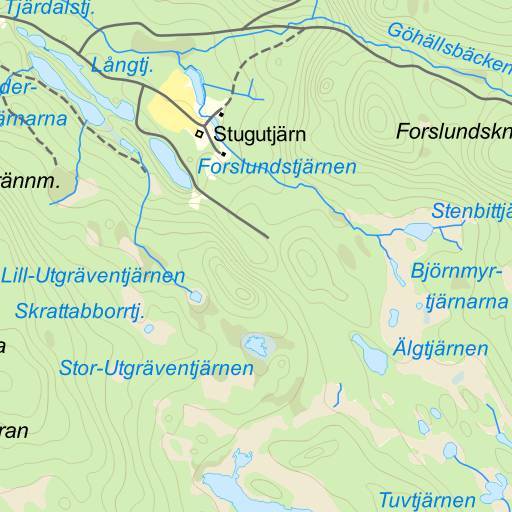 Tjärdalstj.
Göhällsbäcken
Långtj.
der-
Stugutjärn
Forslundskn
Forslundstjärnen
ännm.
Stenbittj
Lill-Utgräventjärnen
Björnmyr-
tjärnarna
Skrattabborrtj.
Älgtjärnen
Stor-Utgräventjärnen
ran
Tuvtjärnen